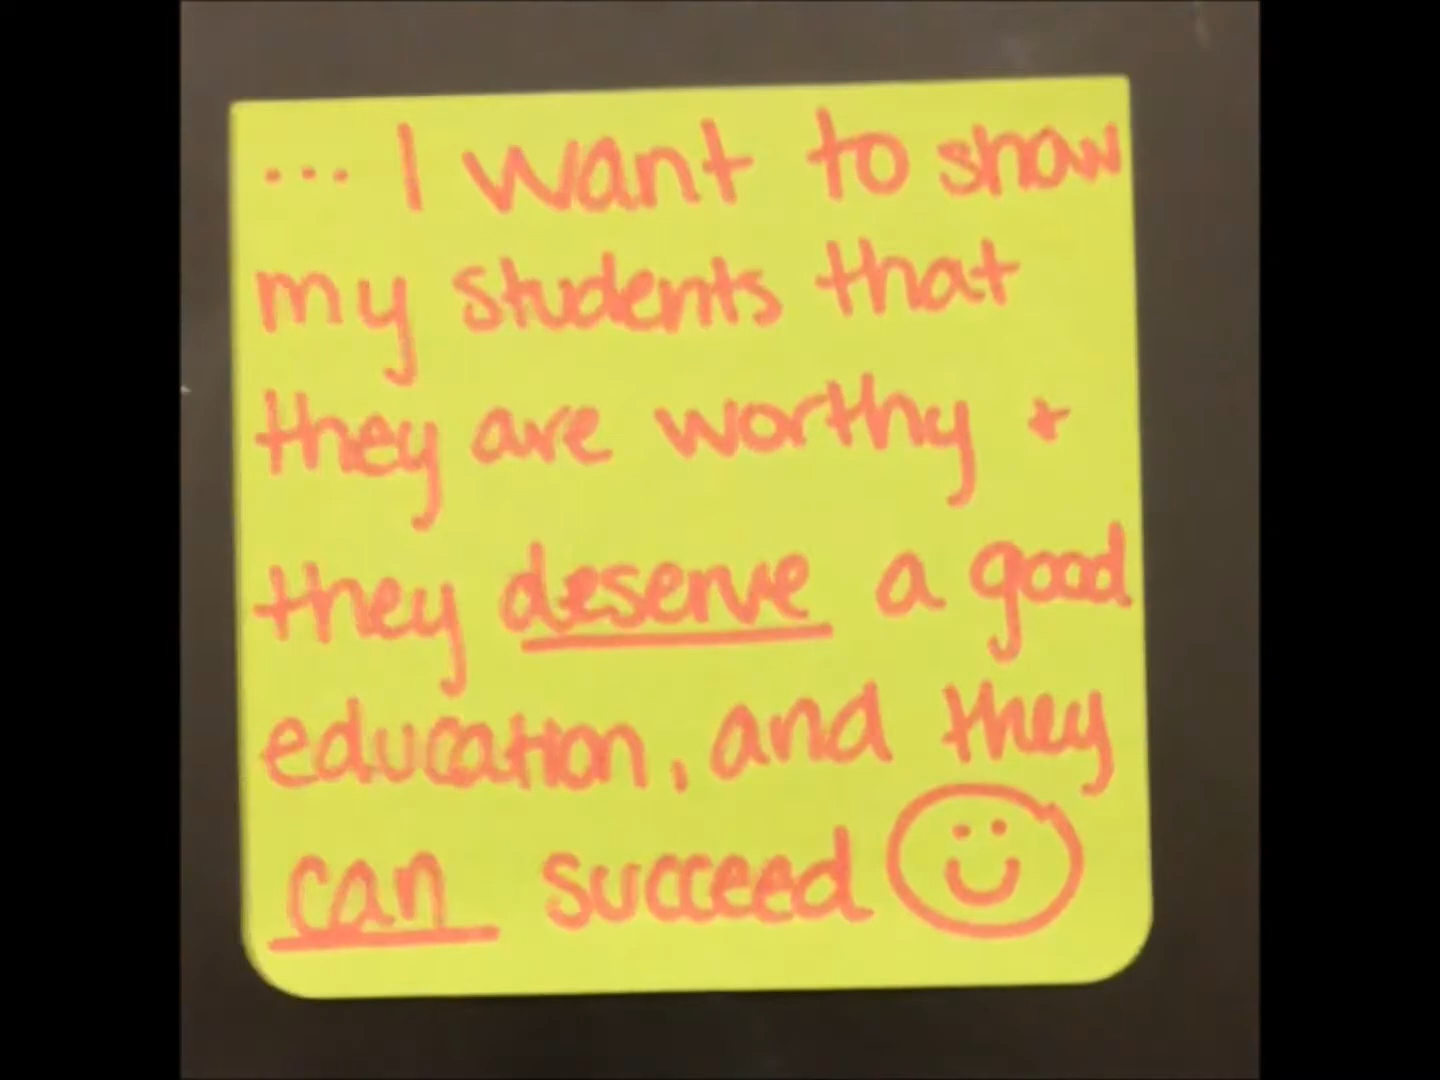 ... I want to show
my students that
they are worthy +
they deserve a good
education, and they
can succeed